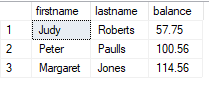 firstname lastname balance
1 Judy Roberts 57.75
2 Peter Paulls 100.56
3 Margaret Jones 114.56